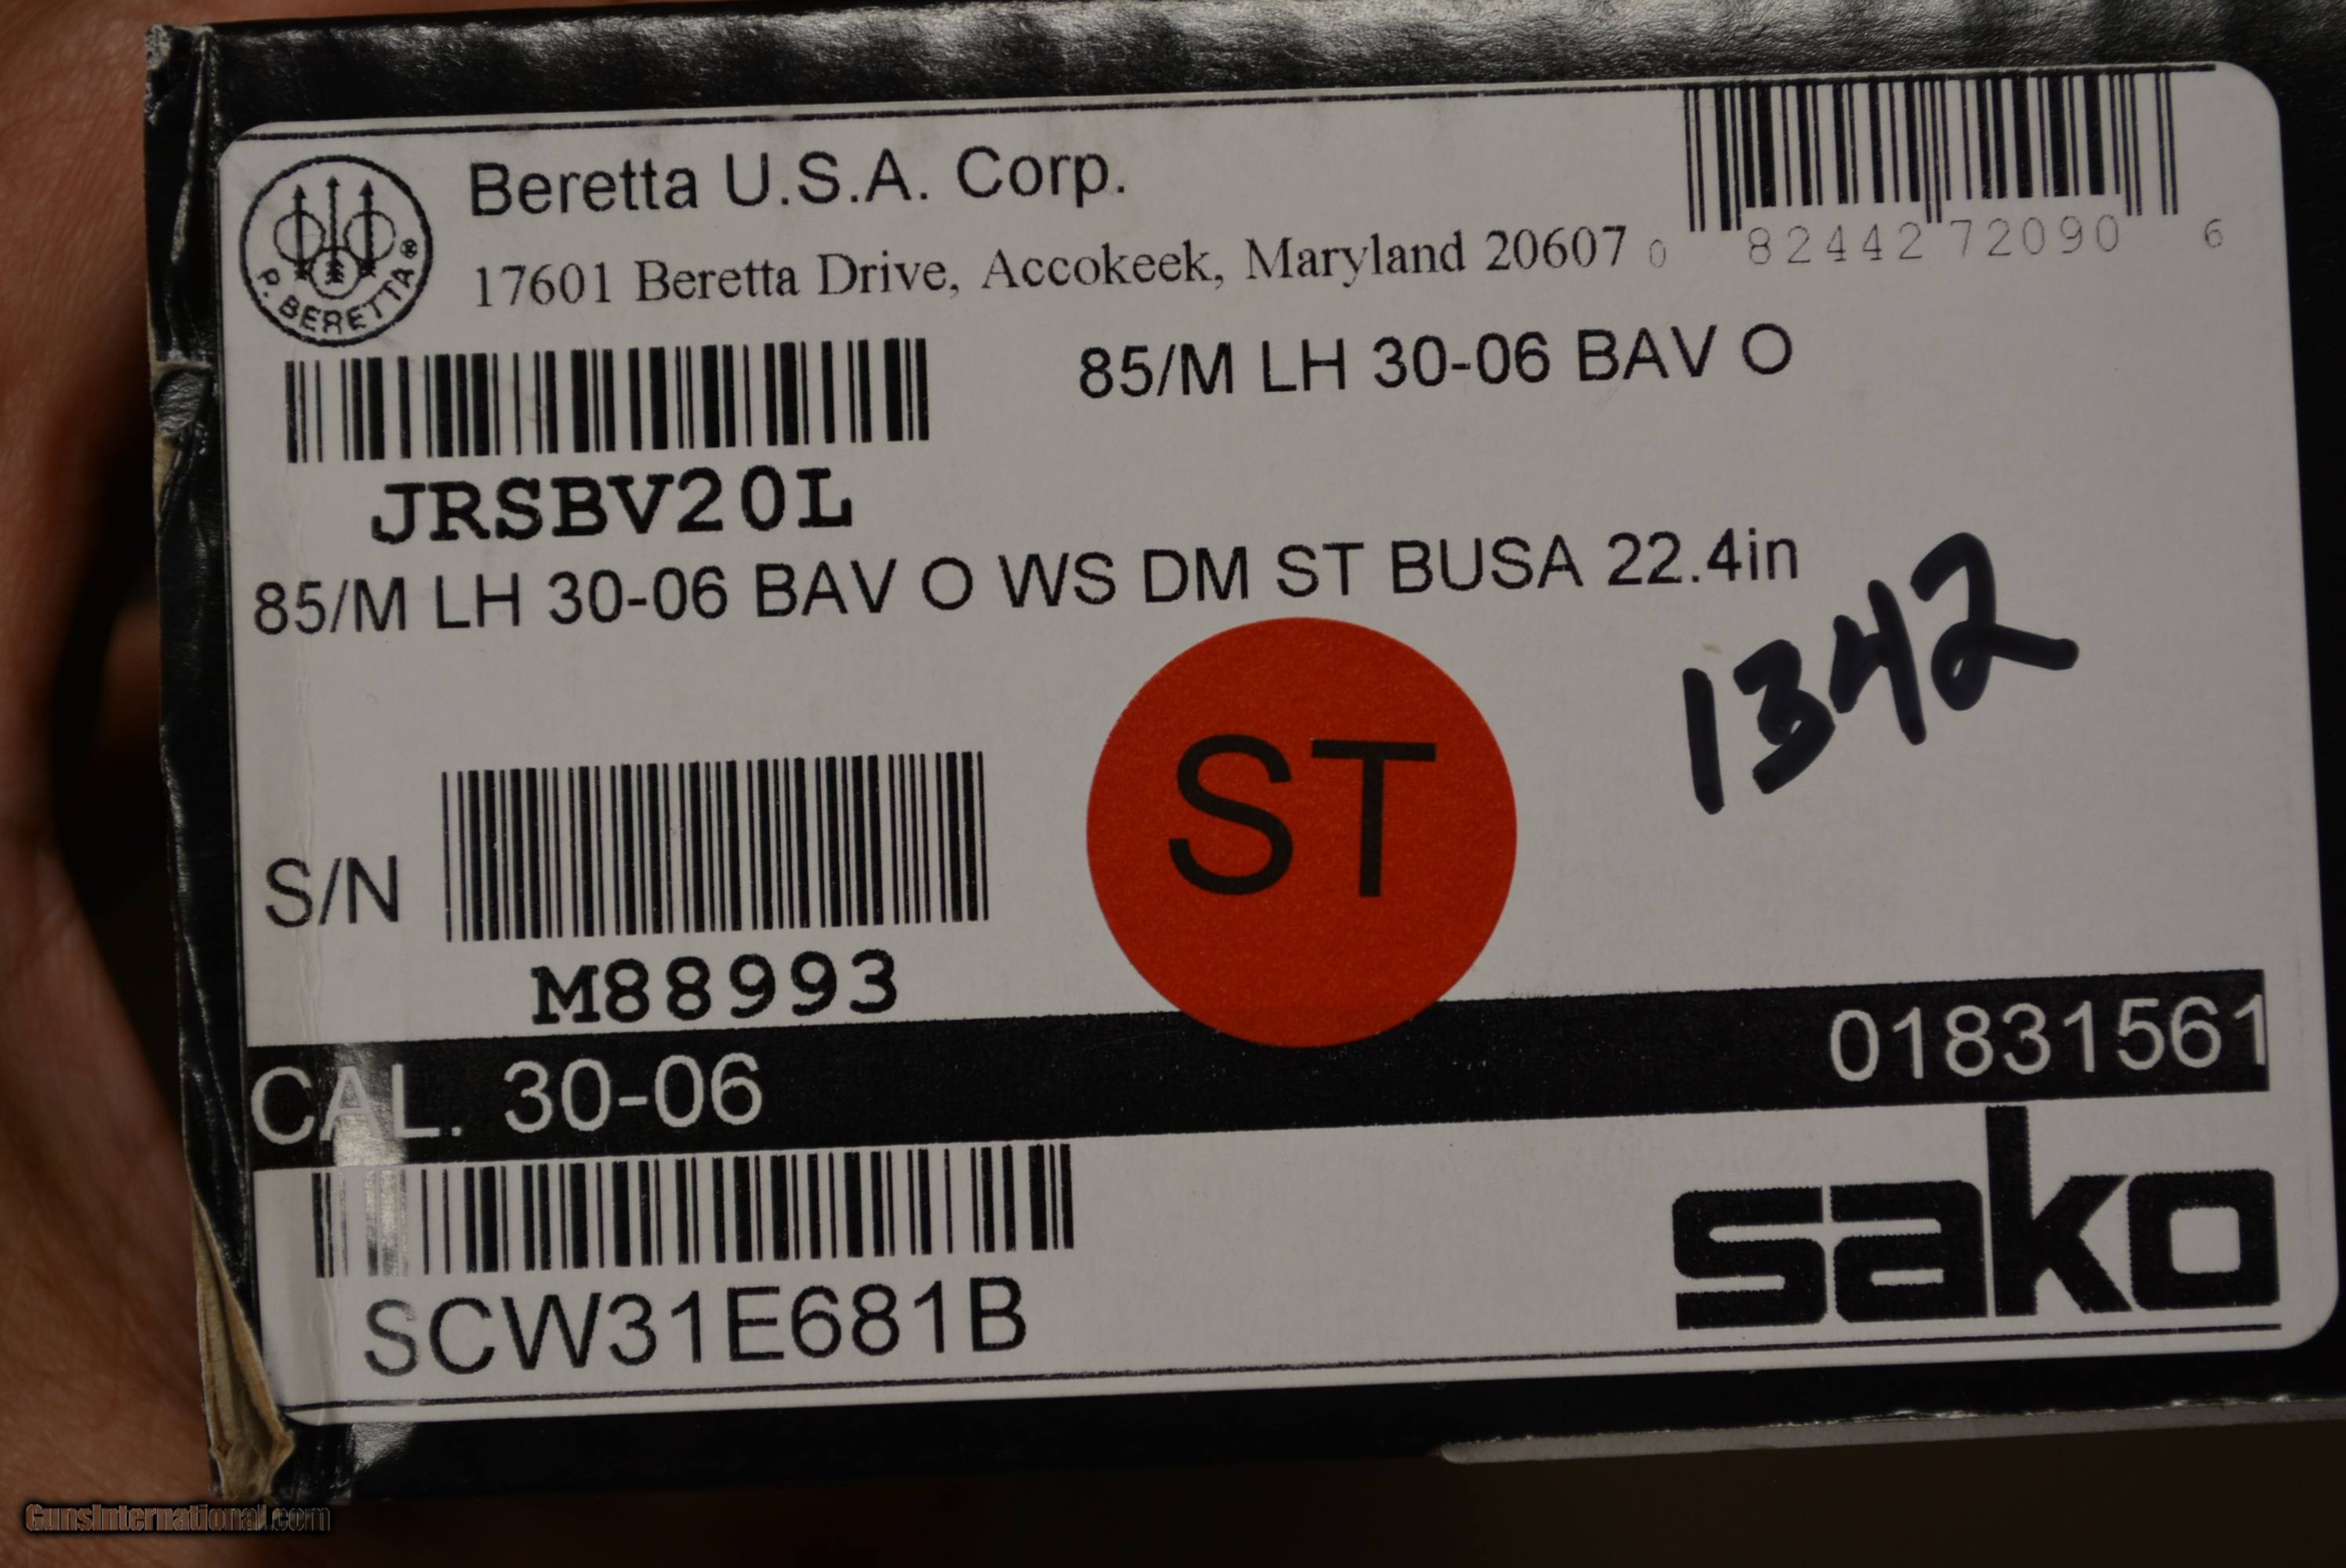 Beretta U.S.A. Corp.
17601 Beretta Drive, Accokeek, Maryland 20607
0 82442 72090 6
P. BERETTA®
85/M LH 30-06 BAV O
JRSBV20L
85/M LH 30-06 BAV O WS DM ST BUSA 22.4in
1342
ST
S/N
M88993
CAL. 30-06
01831561
SCW31E681B
sako
GunsInternational.com